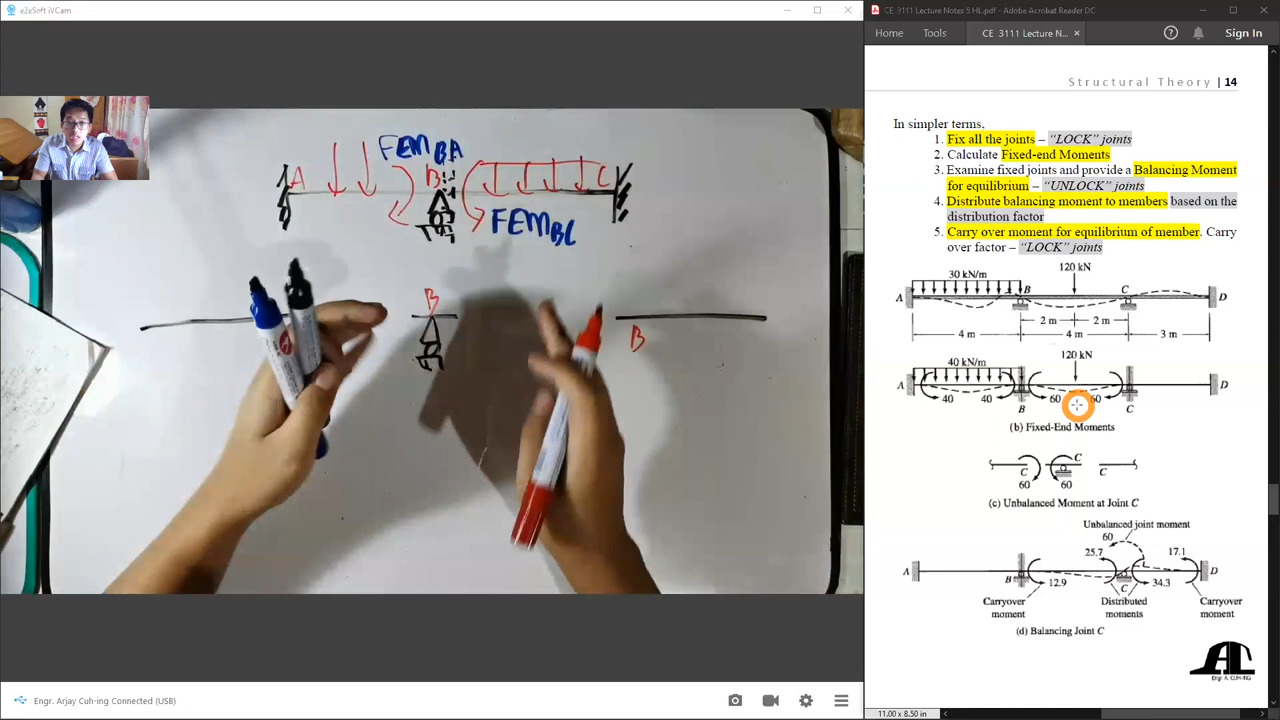 e2eSoft iVCam
CE 3111 Lecture Notes 5 HL.pdf - Adobe Acrobat Reader DC
Home Tools CE 3111 Lecture N... × Sign In
FEMBA
A B C
FEMBC
B
B
Structural Theory | 14
In simpler terms,
1. Fix all the joints – “LOCK” joints
2. Calculate Fixed-end Moments
3. Examine fixed joints and provide a Balancing Moment
for equilibrium – “UNLOCK” joints
4. Distribute balancing moment to members based on the
distribution factor
5. Carry over moment for equilibrium of member. Carry
over factor – “LOCK” joints
120 kN
30 kN/m
A B C D
2 m 2 m
4 m 4 m 3 m
40 kN/m 120 kN
A D
40 40 60 60
B C
(b) Fixed-End Moments
C C C
60 60
(c) Unbalanced Moment at Joint C
Unbalanced joint moment
60
25.7 17.1
A B C D
12.9 34.3
Carryover Distributed Carryover
moment moments moment
(d) Balancing Joint C
Engr. A. CUH-ING
Engr. Arjay Cuh-ing Connected (USB)
11.00 x 8.50 in